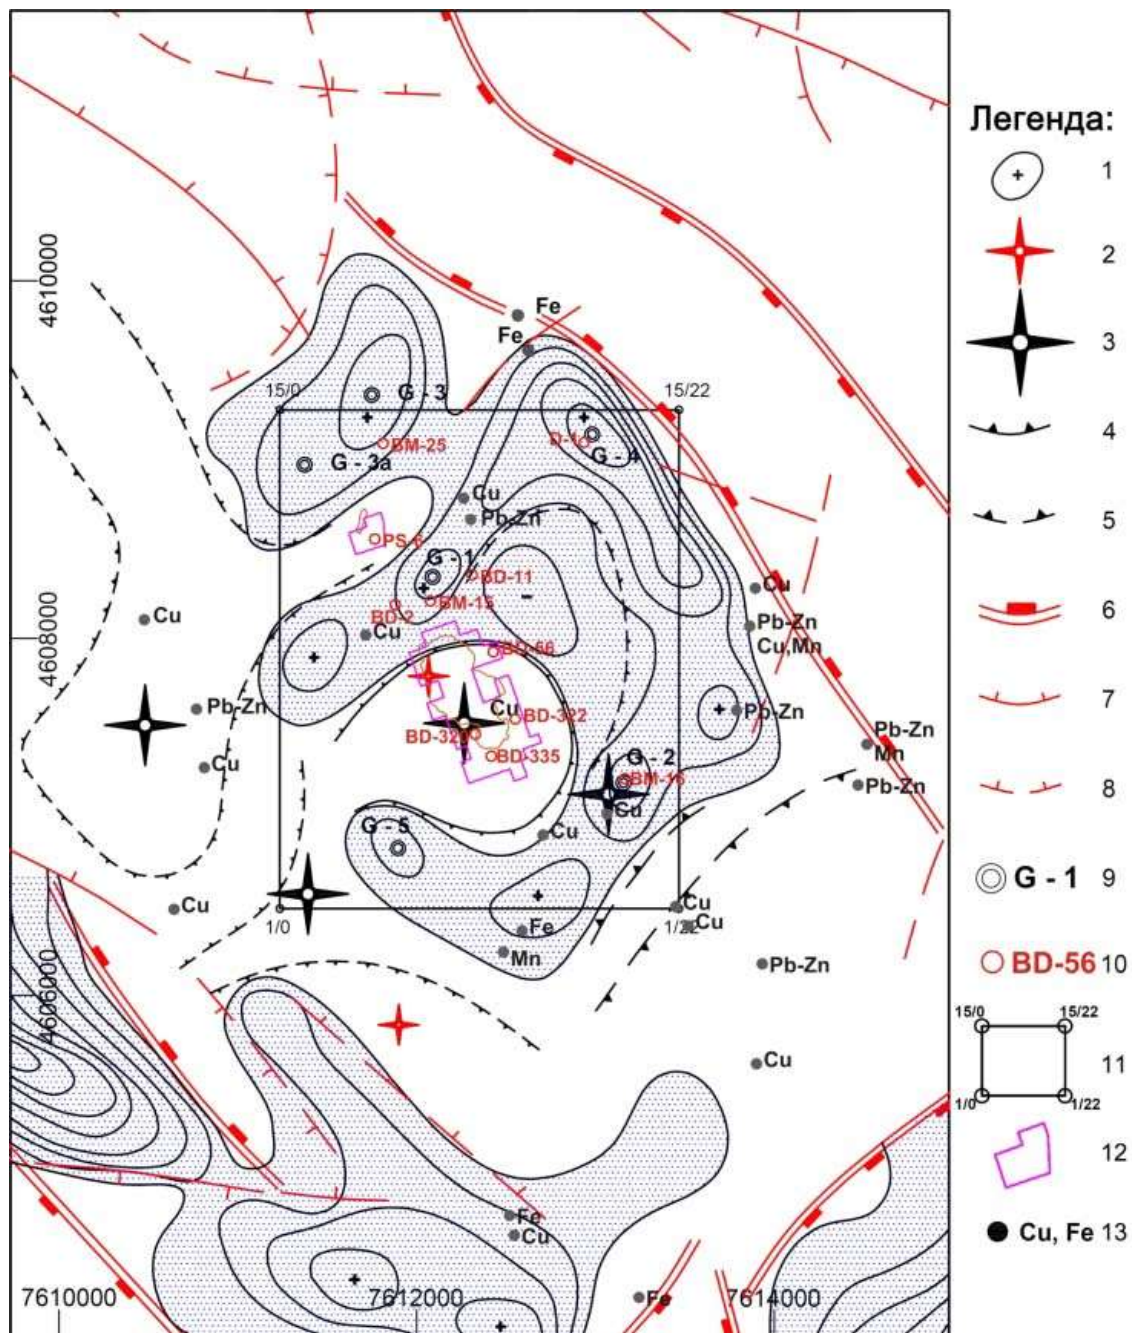 Легенда:
1
2
3
4
5
6
7
8
G - 1 9
BD-56 10
15/0 15/22
11
1/0 1/22
12
Cu, Fe 13
4610000
Fe
Fe
15/0 15/22
G - 3
BM-25
D-1
G - 4
G - 3a
Cu
Pb-Zn
PS-6
G - 1
BD-11
Cu
4608000
BM-15
BD-2
Cu
Cu
Pb-Zn
Cu,Mn
BD-56
Pb-Zn
Cu
BD-322
Pb-Zn
BD-320
Pb-Zn
Mn
BD-335
G - 2
Cu
BM-16
Pb-Zn
Cu
G - 5
Cu
Cu
Cu
1/0 1/22
Cu
Fe
Mn
Pb-Zn
4606000
Cu
Fe
Cu
Fe
7610000 7612000 7614000